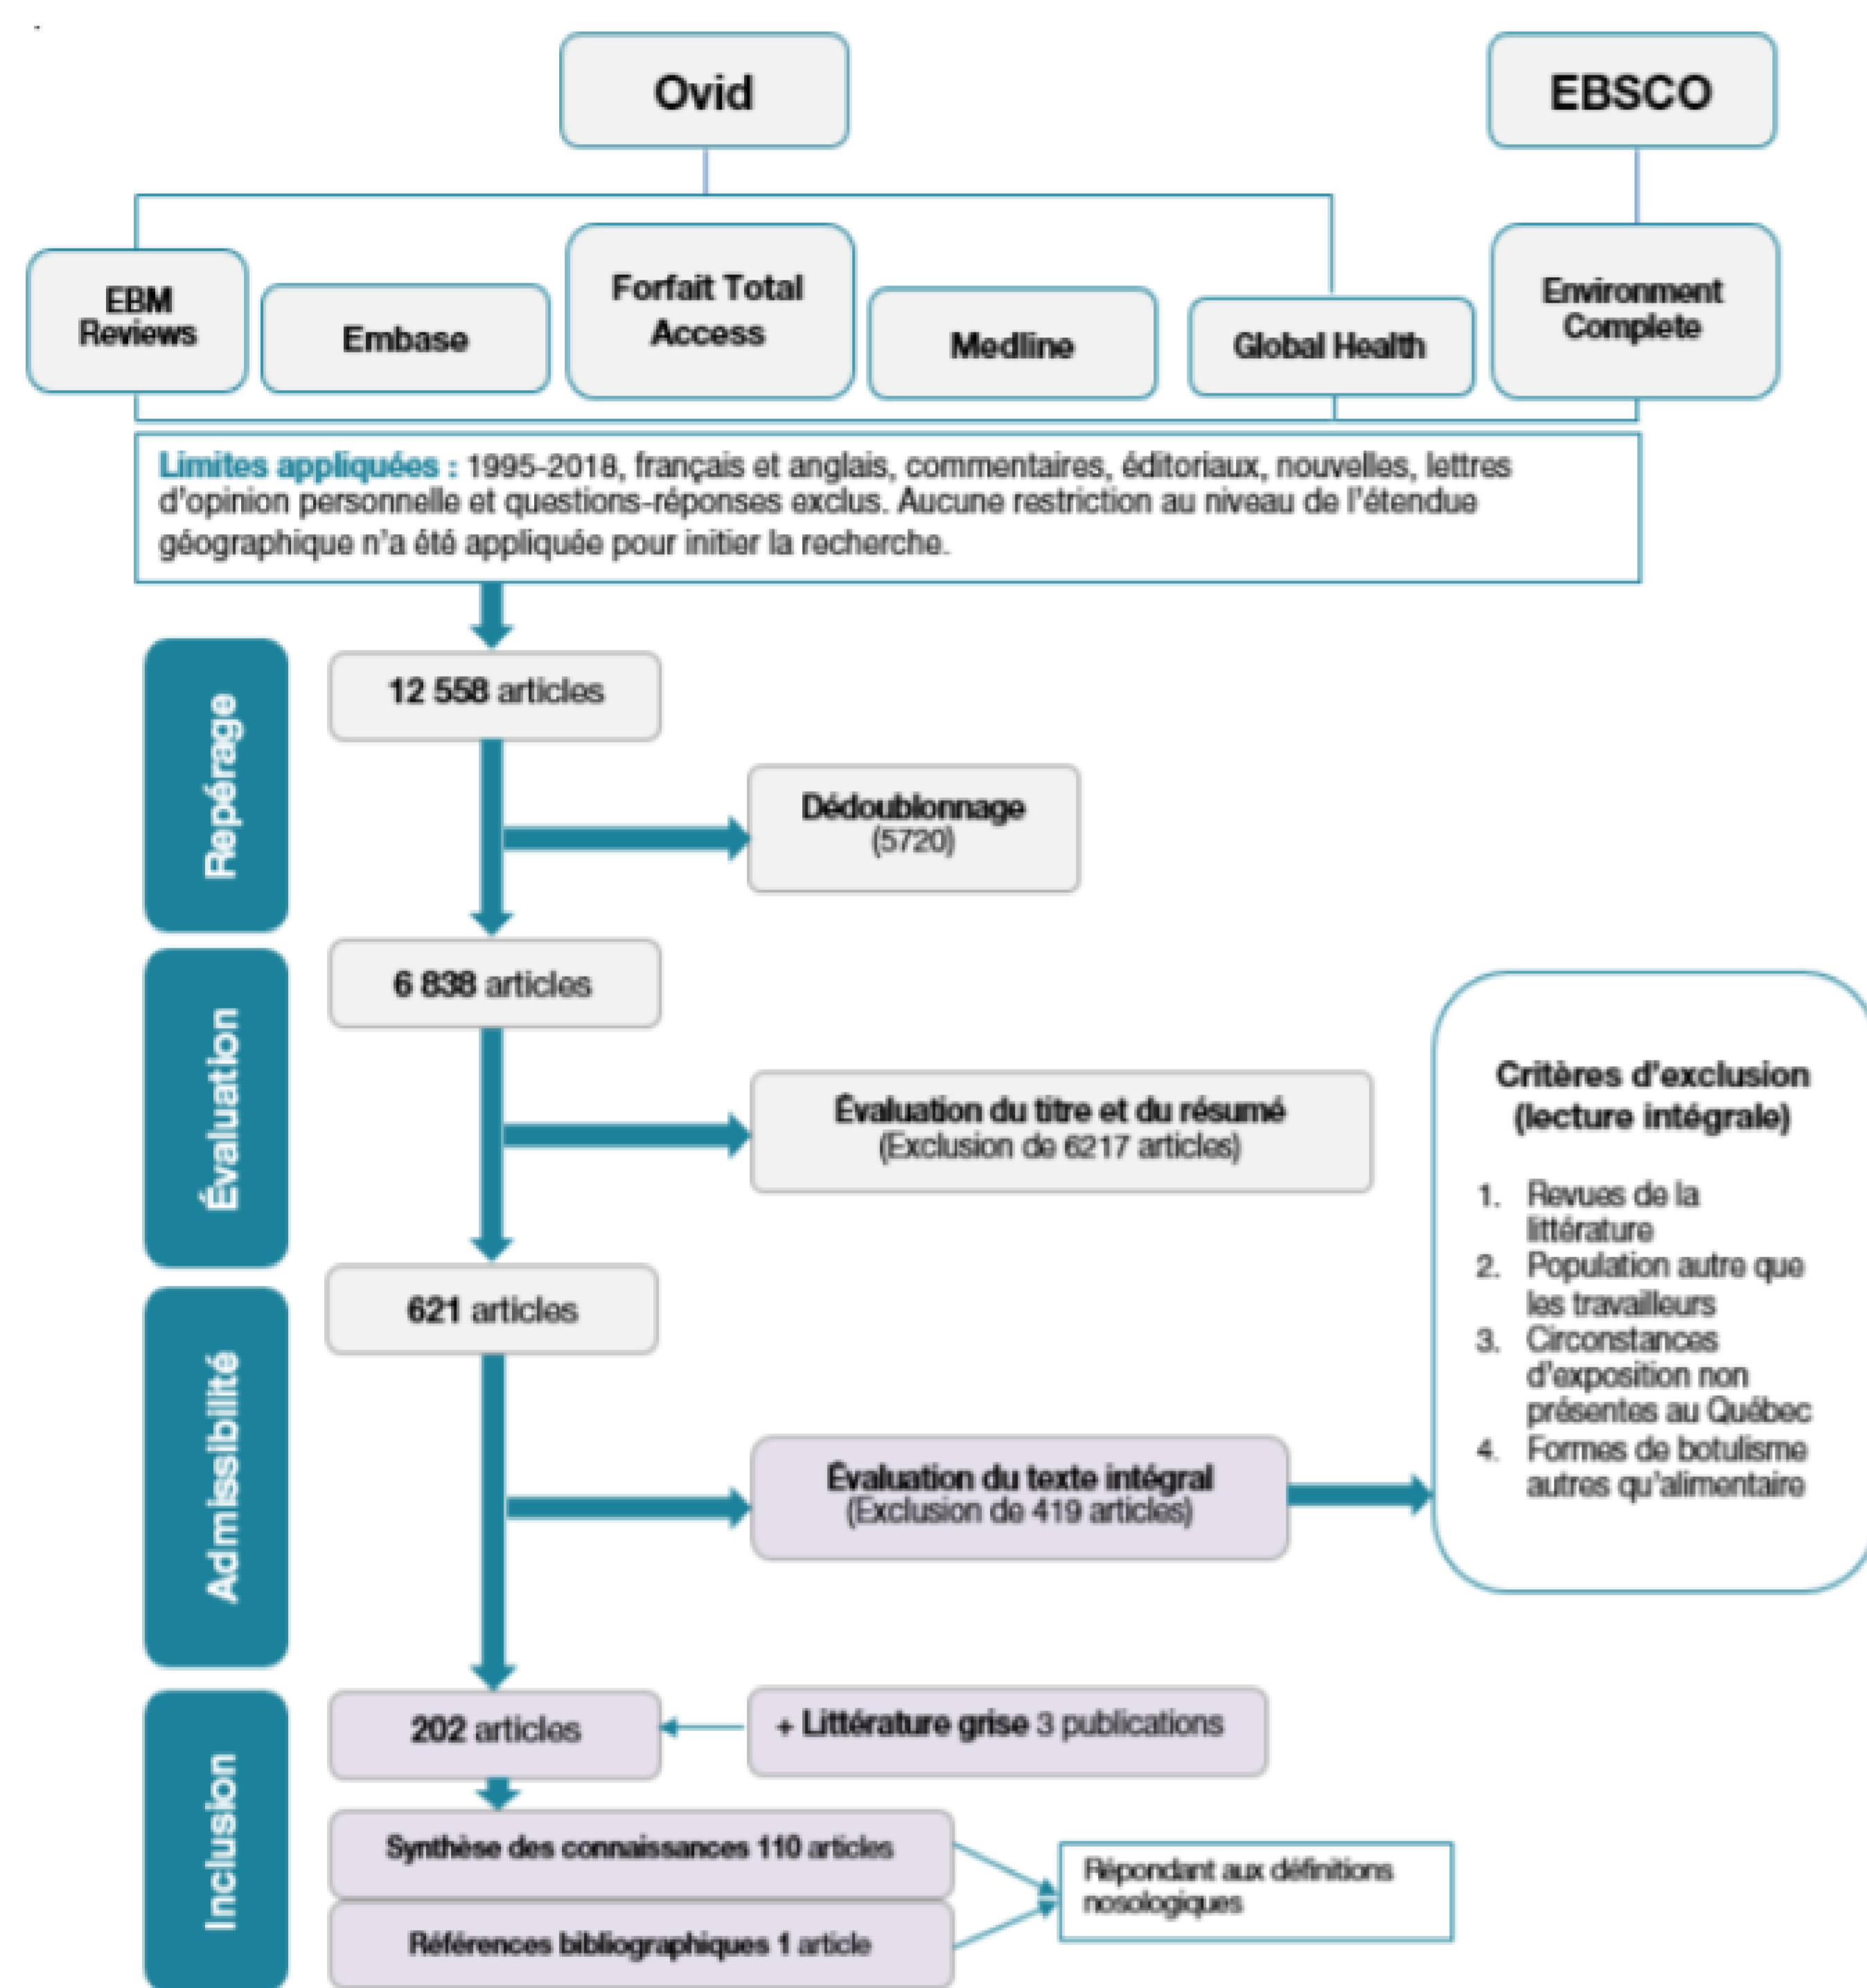 Ovid
EBSCO
EBM
Reviews
Embase
Forfait Total
Access
Medline
Global Health
Environment
Complete
Limites appliquées : 1995-2018, français et anglais, commentaires, éditoriaux, nouvelles, lettres
d'opinion personnelle et questions-réponses exclus. Aucune restriction au niveau de l'étendue
géographique n'a été appliquée pour initier la recherche.
Repérage
12 558 articles
Dédoublonnage
(5720)
Évaluation
6 838 articles
Évaluation du titre et du résumé
(Exclusion de 6217 articles)
Admissibilité
621 articles
Évaluation du texte intégral
(Exclusion de 419 articles)
Critères d'exclusion
(lecture intégrale)
1. Revues de la
littérature
2. Population autre que
les travailleurs
3. Circonstances
d'exposition non
présentes au Québec
4. Formes de botulisme
autres qu'alimentaire
Inclusion
202 articles
+ Littérature grise 3 publications
Synthèse des connaissances 110 articles
Références bibliographiques 1 article
Répondant aux définitions
nosologiques